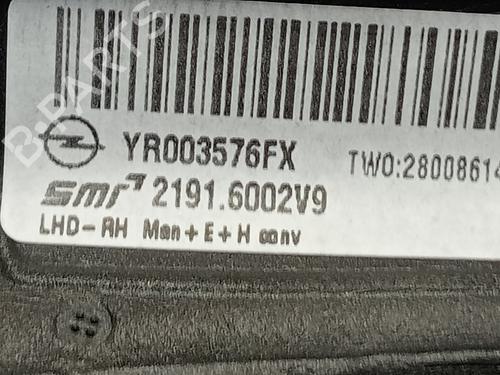 YR003576FX TWO:28008614
smr 2191.6002V9
LHD-RH Man+E+H conv
B-PARTS